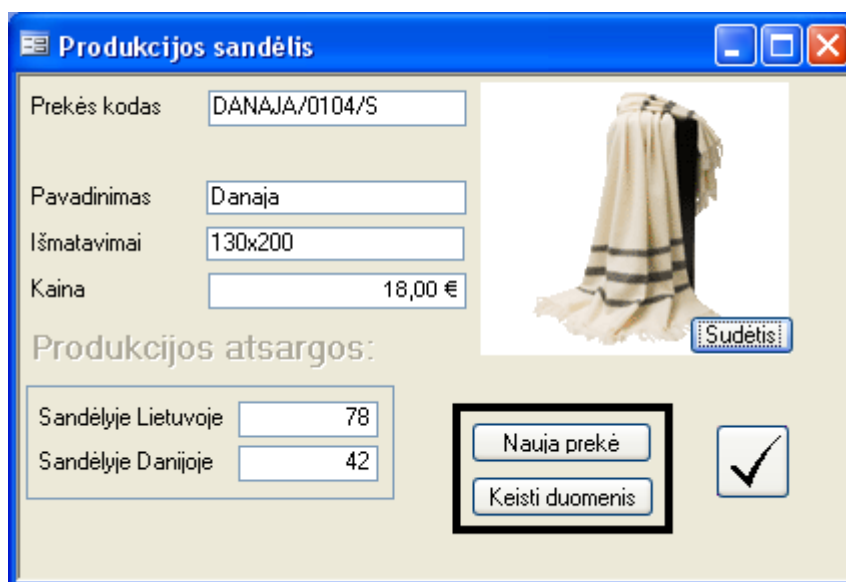 Produkcijos sandėlis
Prekės kodas DANAJA/0104/S
Pavadinimas Danaja
Išmatavimai 130x200
Kaina 18,00 €
Sudėtis
Produkcijos atsargos:
Sandėlyje Lietuvoje 78
Sandėlyje Danijoje 42
Nauja prekė
Keisti duomenis